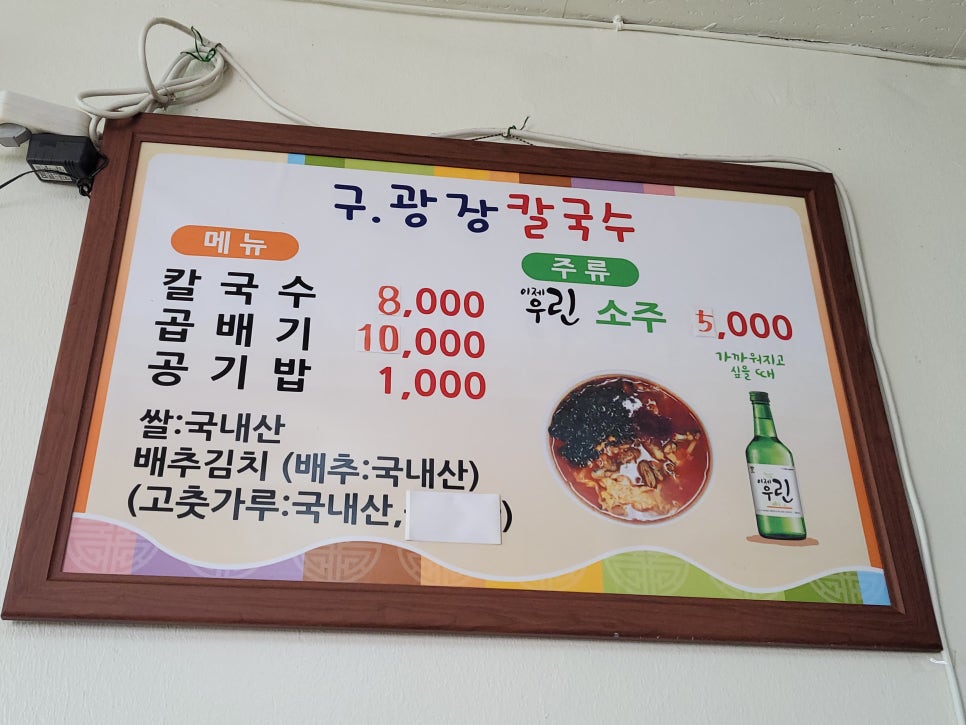 구.광장칼국수
메뉴
칼국수 8,000
곱배기 10,000
공기밥 1,000
쌀:국내산
배추김치 (배추:국내산)
(고춧가루:국내산, )
주류
이제 우린 소주 5,000
가까워지고
싶을 때
이제 우린